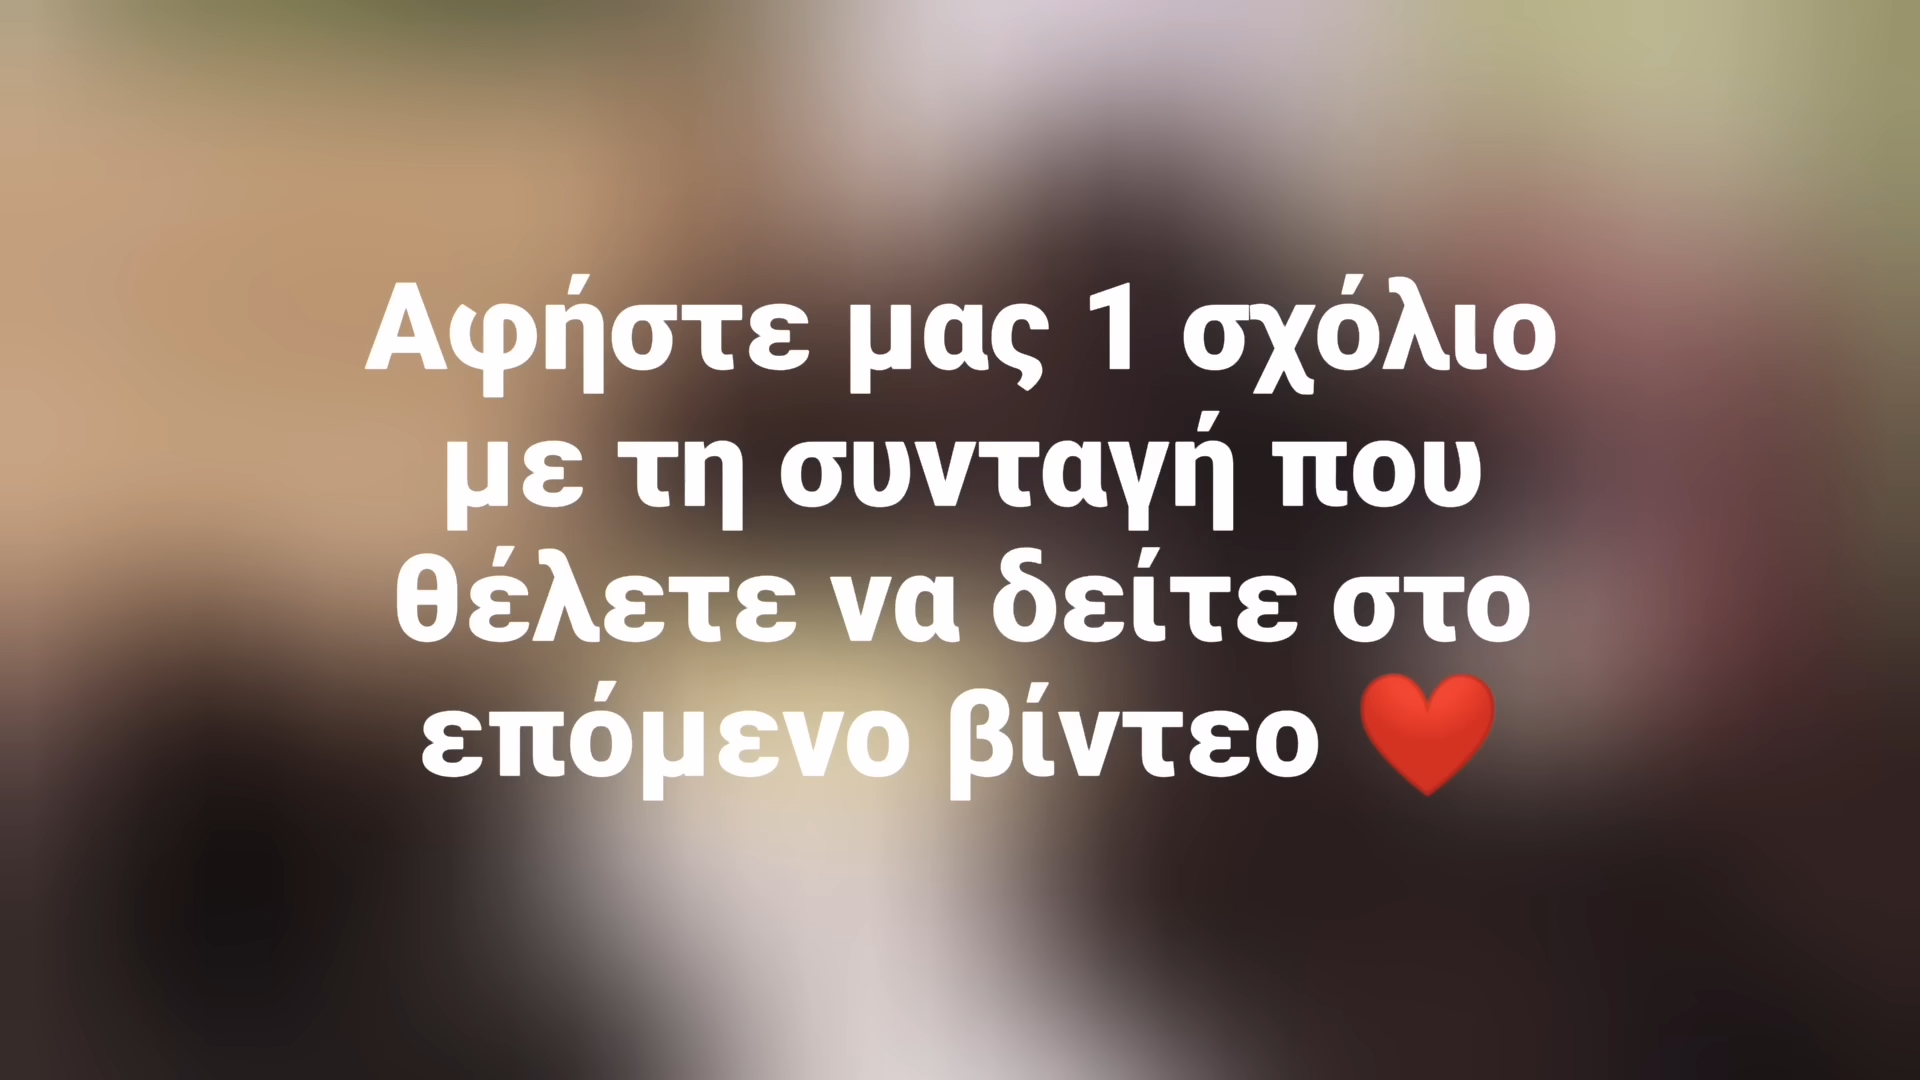 Αφήστε μας 1 σχόλιο
με τη συνταγή που
θέλετε να δείτε στο
επόμενο βίντεο ❤️